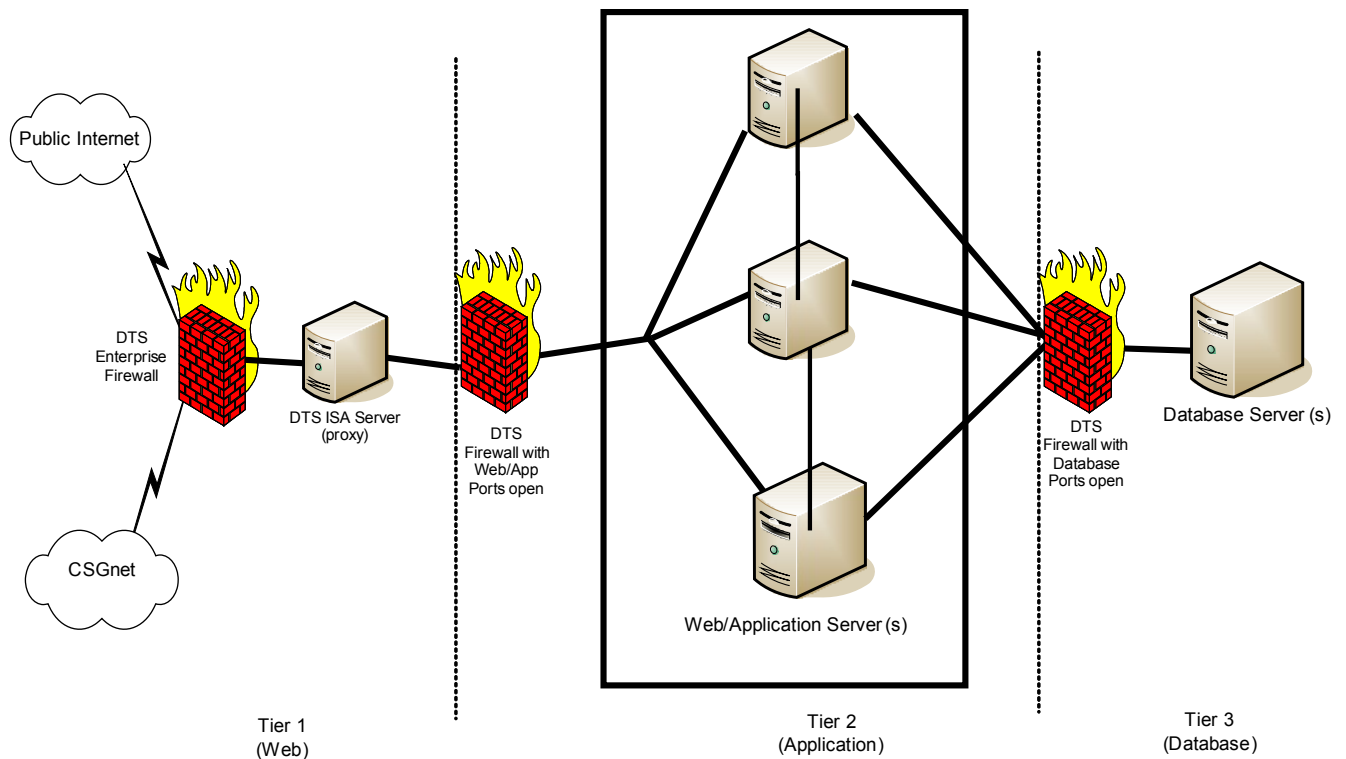 Public Internet
DTS
Enterprise
Firewall
CSGnet
DTS ISA Server
(proxy)
DTS
Firewall with
Web/App
Ports open
Web/Application Server (s)
DTS
Firewall with
Database
Ports open
Database Server (s)
Tier 1
(Web)
Tier 2
(Application)
Tier 3
(Database)